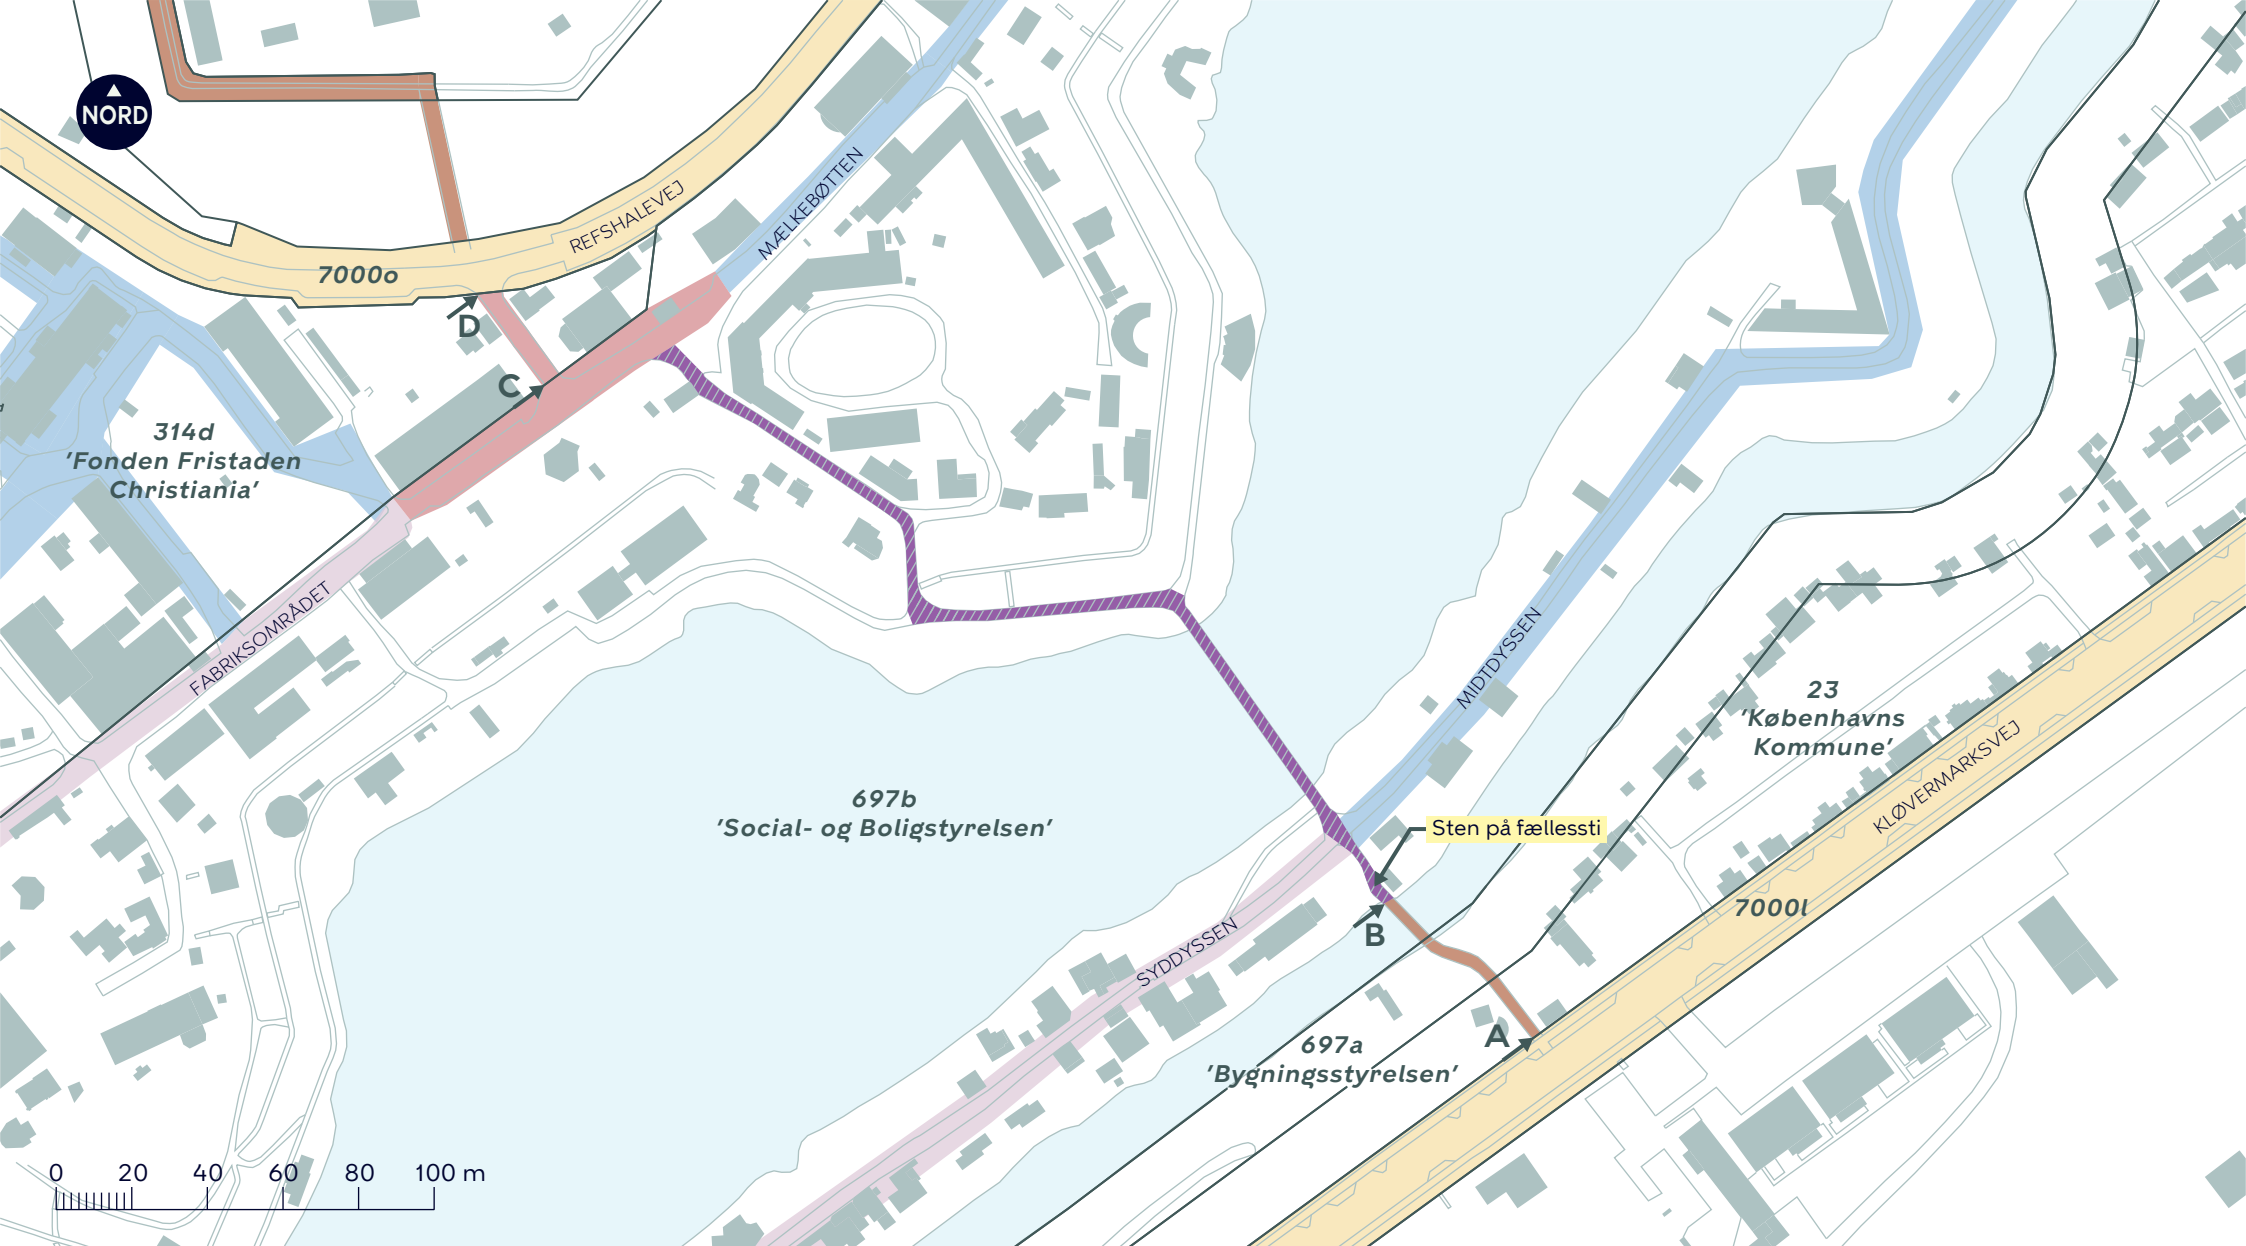 NORD
MÆLKEBØTTEN
REFSHALEVEJ
7000o
D
C
314d
'Fonden Fristaden
Christiania'
FABRIKSOMRÅDET
MIDTDYSSEN
23
'Københavns
Kommune'
KLØVERMARKSVEJ
697b
'Social- og Boligstyrelsen'
Sten på fællessti
7000l
B
SYDDYSSEN
A
697a
'Bygningsstyrelsen'
0 20 40 60 80 100 m